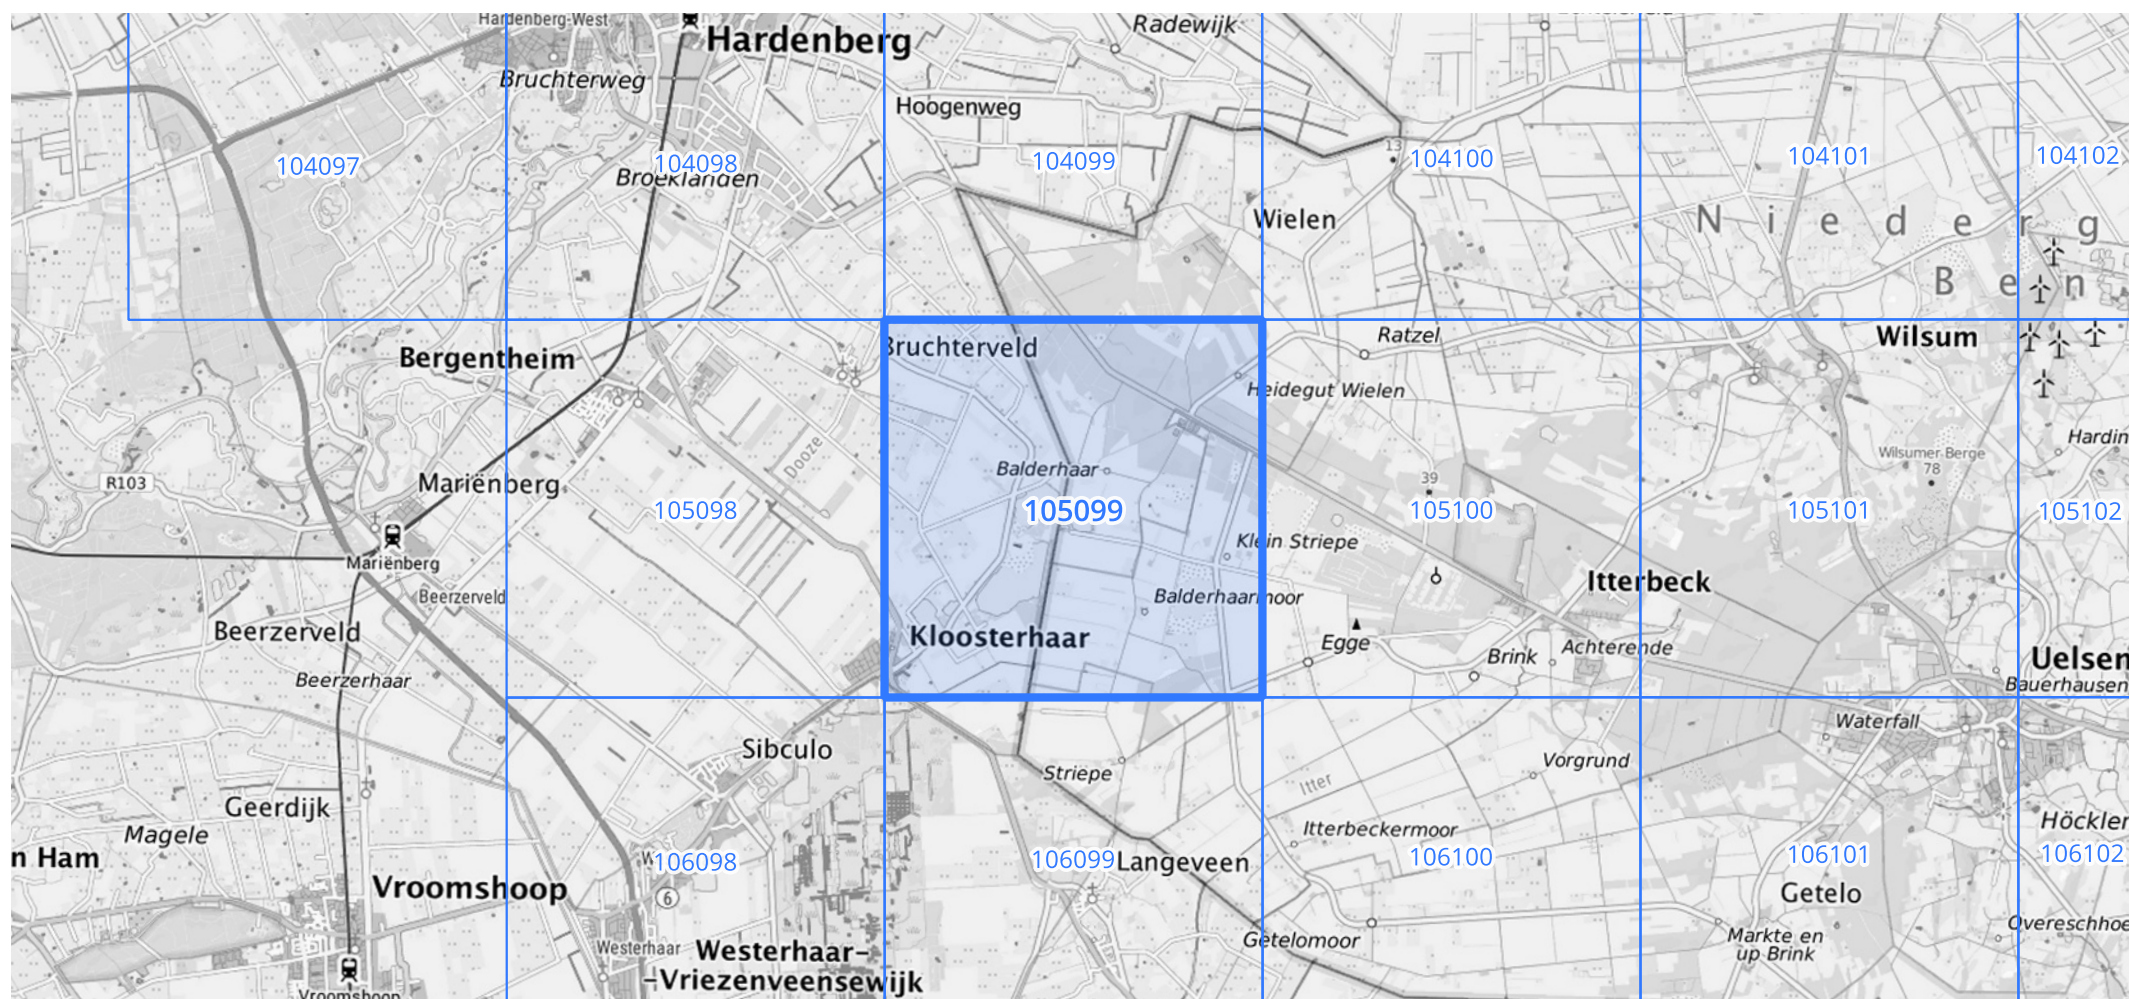 Hardenberg-West
Radewijk
Hardenberg
Bruchterweg
Hoogenweg
13
104097
104098
104099
104100
104101
104102
Broeklanden
Wielen
N i e d e r g
B e n
Bruchterveld
Ratzel
Wilsum
Bergentheim
Heidegut Wielen
Hardin
Dooze
Wilsumer Berge
78
Balderhaar
R103
Mariënberg
39
105098
105099
105100
105101
105102
Klein Striepe
Mariënberg
Itterbeck
Beerzerveld
Balderhaarmoor
Beerzerveld
Kloosterhaar
Egge
Brink
Achterende
Uelsen
Beerzerhaar
Bauerhausen
Waterfall
Sibculo
Striepe
Vorgrund
Itter
Geerdijk
Magele
Itterbeckermoor
Höckler
n Ham
W
106098
106099
Langeveen
106100
106101
106102
Vroomshoop
6
Getelo
Overeschhoe
Westerhaar
Westerhaar-
-Vriezenveensewijk
Getelomoor
Markte en
up Brink
Vroomshoop